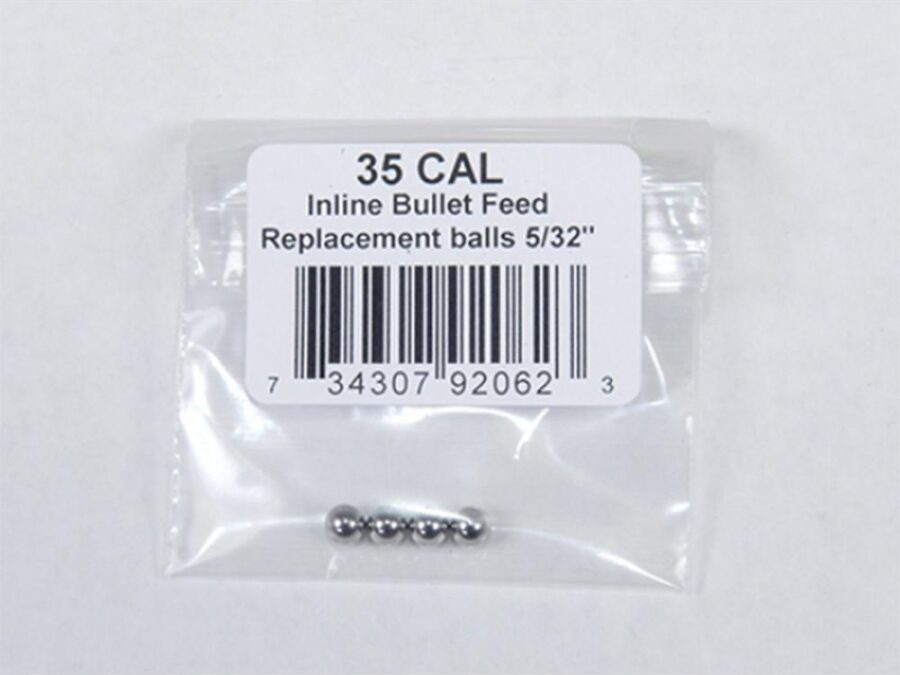 35 CAL
Inline Bullet Feed
Replacement balls 5/32"
7 34307 92062 3